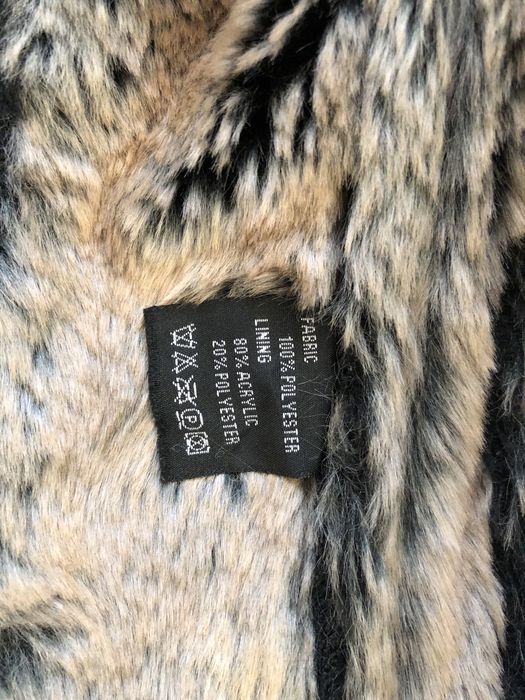 FABRIC
100% POLYESTER
LINING
80% ACRYLIC
20% POLYESTER
P